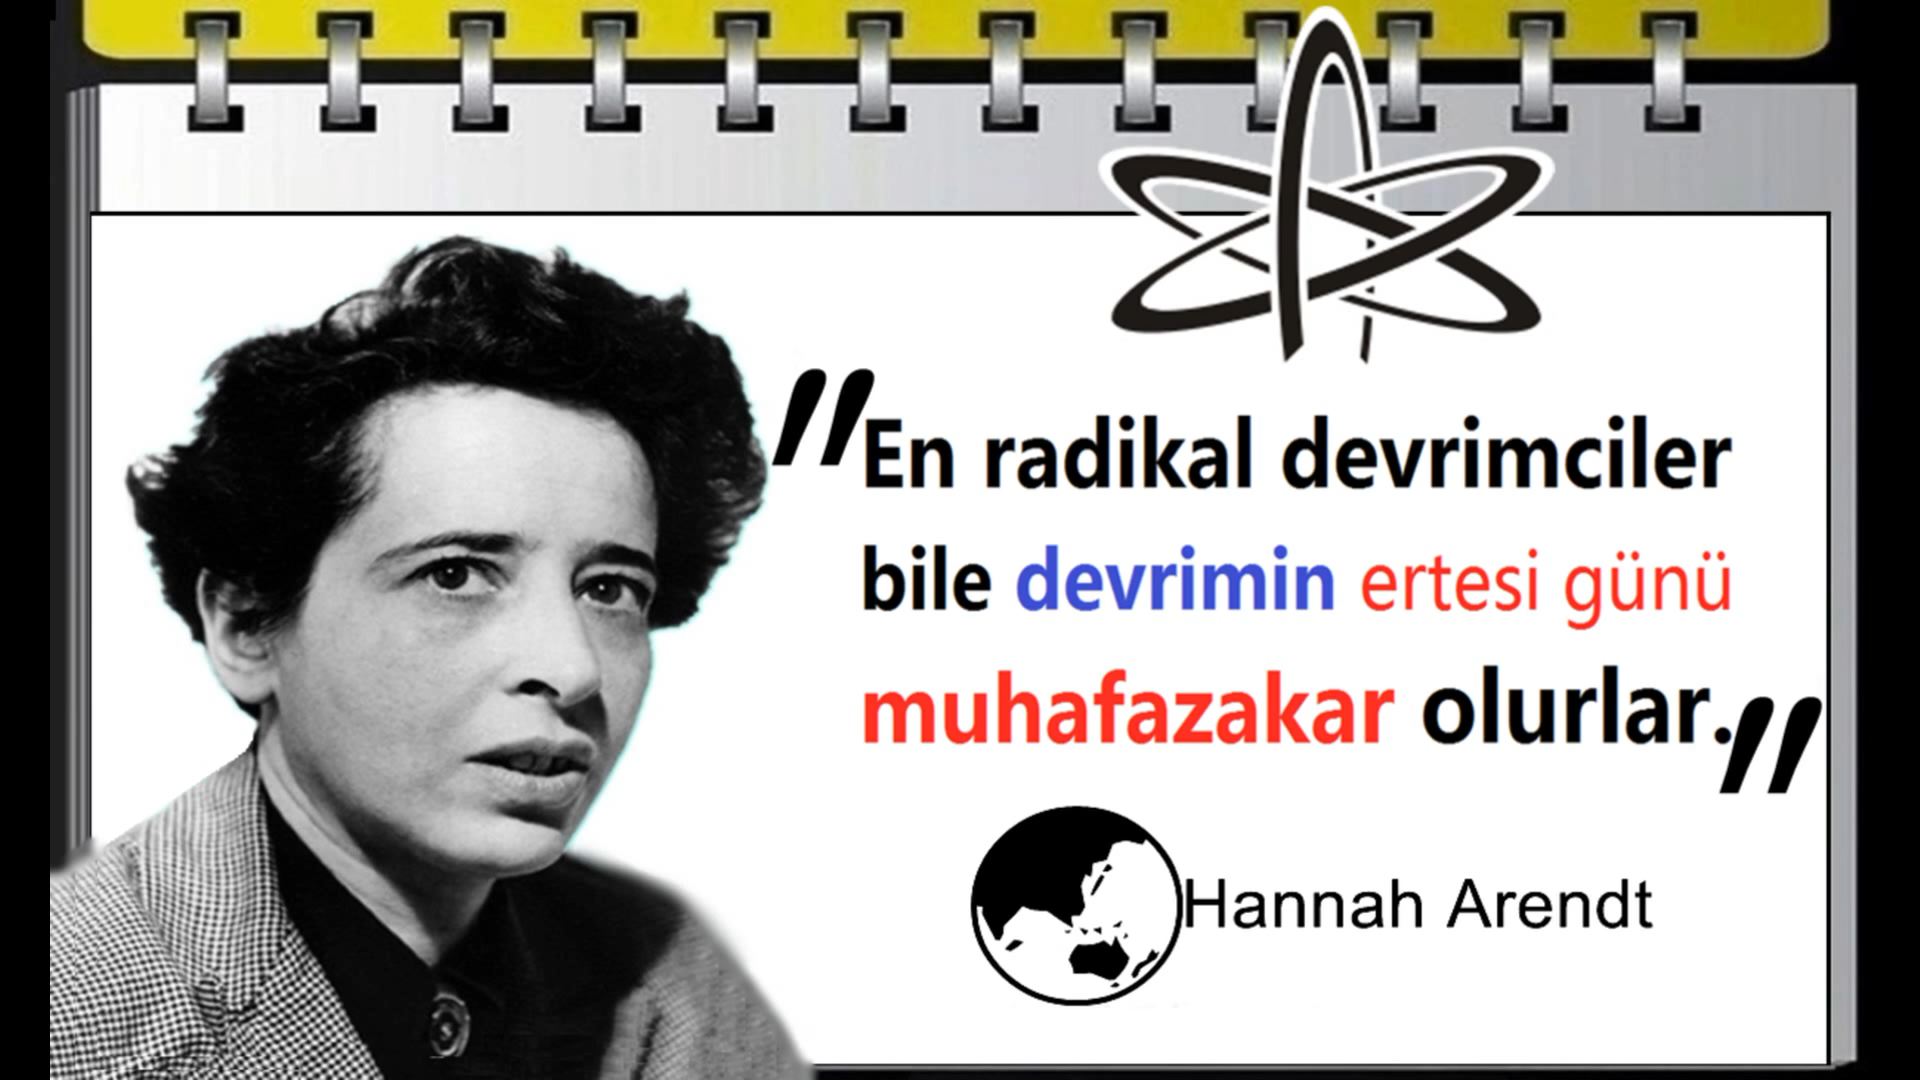 "En radikal devrimciler
bile devrimin ertesi günü
muhafazakar olurlar."
Hannah Arendt